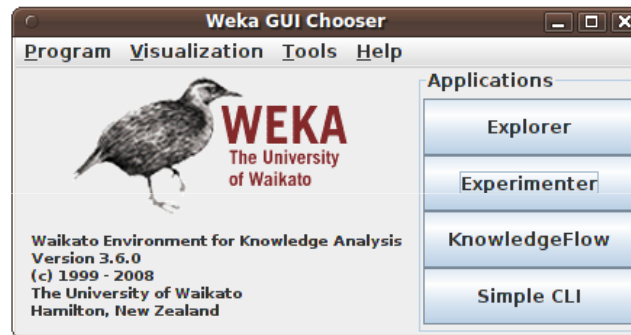 Weka GUI Chooser
Program Visualization Tools Help
WEKA
The University
of Waikato
Waikato Environment for Knowledge Analysis
Version 3.6.0
(c) 1999 - 2008
The University of Waikato
Hamilton, New Zealand
Applications
Explorer
Experimenter
KnowledgeFlow
Simple CLI